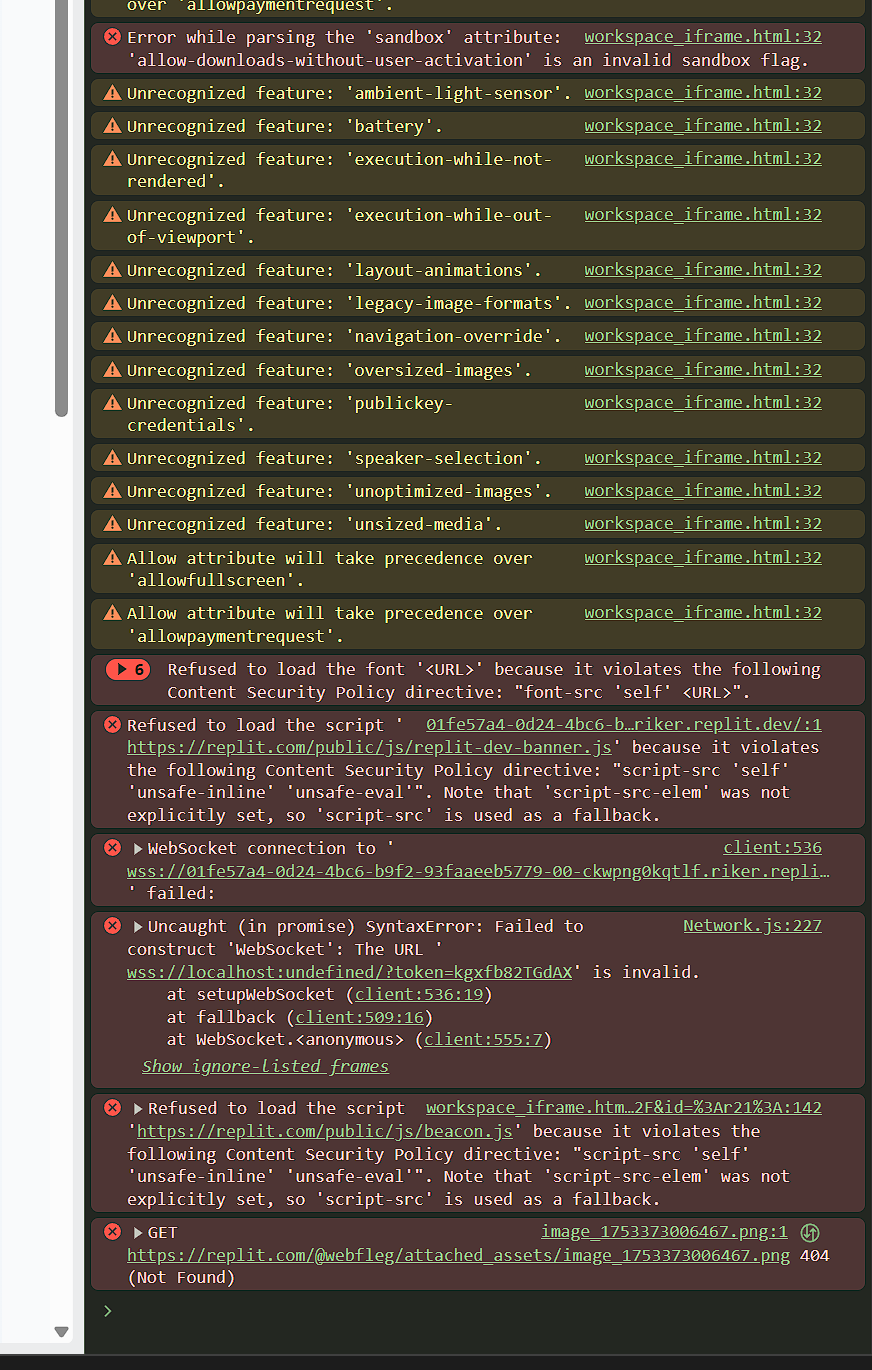 over 'allowpaymentrequest'.
Error while parsing the 'sandbox' attribute: workspace_iframe.html:32
'allow-downloads-without-user-activation' is an invalid sandbox flag.
Unrecognized feature: 'ambient-light-sensor'. workspace_iframe.html:32
Unrecognized feature: 'battery'. workspace_iframe.html:32
Unrecognized feature: 'execution-while-not- workspace_iframe.html:32
rendered'.
Unrecognized feature: 'execution-while-out- workspace_iframe.html:32
of-viewport'.
Unrecognized feature: 'layout-animations'. workspace_iframe.html:32
Unrecognized feature: 'legacy-image-formats'. workspace_iframe.html:32
Unrecognized feature: 'navigation-override'. workspace_iframe.html:32
Unrecognized feature: 'oversized-images'. workspace_iframe.html:32
Unrecognized feature: 'publickey- workspace_iframe.html:32
credentials'.
Unrecognized feature: 'speaker-selection'. workspace_iframe.html:32
Unrecognized feature: 'unoptimized-images'. workspace_iframe.html:32
Unrecognized feature: 'unsized-media'. workspace_iframe.html:32
Allow attribute will take precedence over workspace_iframe.html:32
'allowfullscreen'.
Allow attribute will take precedence over workspace_iframe.html:32
'allowpaymentrequest'.
6 Refused to load the font '<URL>' because it violates the following
Content Security Policy directive: "font-src 'self' <URL>".
Refused to load the script ' 01fe57a4-0d24-4bc6-b…riker.replit.dev/:1
https://replit.com/public/js/replit-dev-banner.js' because it violates
the following Content Security Policy directive: "script-src 'self'
'unsafe-inline' 'unsafe-eval'". Note that 'script-src-elem' was not
explicitly set, so 'script-src' is used as a fallback.
WebSocket connection to ' client:536
wss://01fe57a4-0d24-4bc6-b9f2-93faaeeb5779-00-ckwpng0kqtlf.riker.repli…
' failed:
Uncaught (in promise) SyntaxError: Failed to Network.js:227
construct 'WebSocket': The URL '
wss://localhost:undefined/?token=kgxfb82TGdAX' is invalid.
at setupWebSocket (client:536:19)
at fallback (client:509:16)
at WebSocket.<anonymous> (client:555:7)
Show ignore-listed frames
Refused to load the script workspace_iframe.htm…2F&id=%3Ar21%3A:142
'https://replit.com/public/js/beacon.js' because it violates the
following Content Security Policy directive: "script-src 'self'
'unsafe-inline' 'unsafe-eval'". Note that 'script-src-elem' was not
explicitly set, so 'script-src' is used as a fallback.
GET image_1753373006467.png:1
https://replit.com/@webfleg/attached_assets/image_1753373006467.png 404
(Not Found)